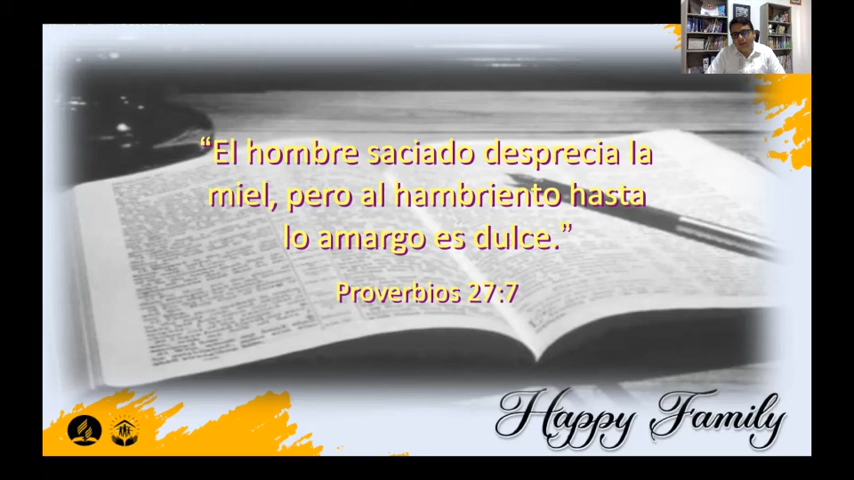 “El hombre saciado desprecia la
miel, pero al hambriento hasta
lo amargo es dulce.”
Proverbios 27:7
Happy Family